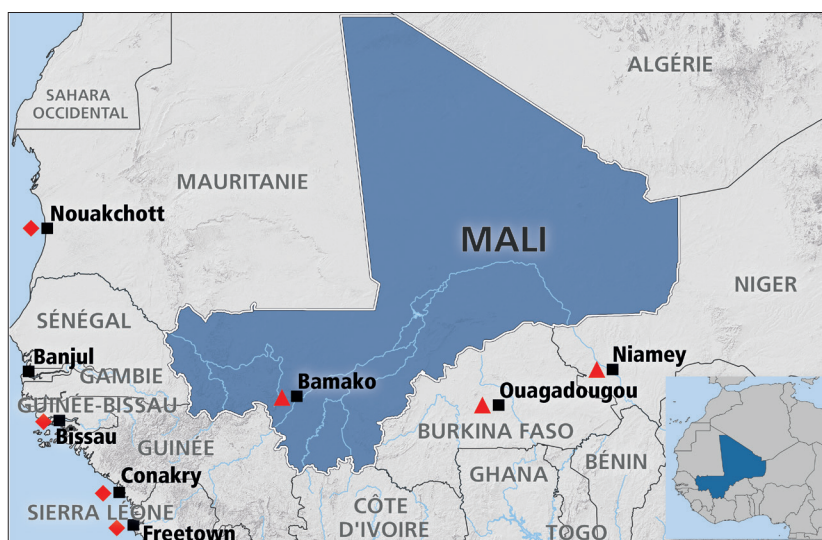 ALGÉRIE
SAHARA
OCCIDENTAL
MAURITANIE
Nouakchott
MALI
NIGER
SÉNÉGAL
Banjul
Niamey
GAMBIE
Bamako
Ouagadougou
GUINÉE-BISSAU
Bissau
BURKINA FASO
GUINÉE
BÉNIN
Conakry
GHANA
SIERRA LEONE
CÔTE
D'IVOIRE
TOGO
Freetown